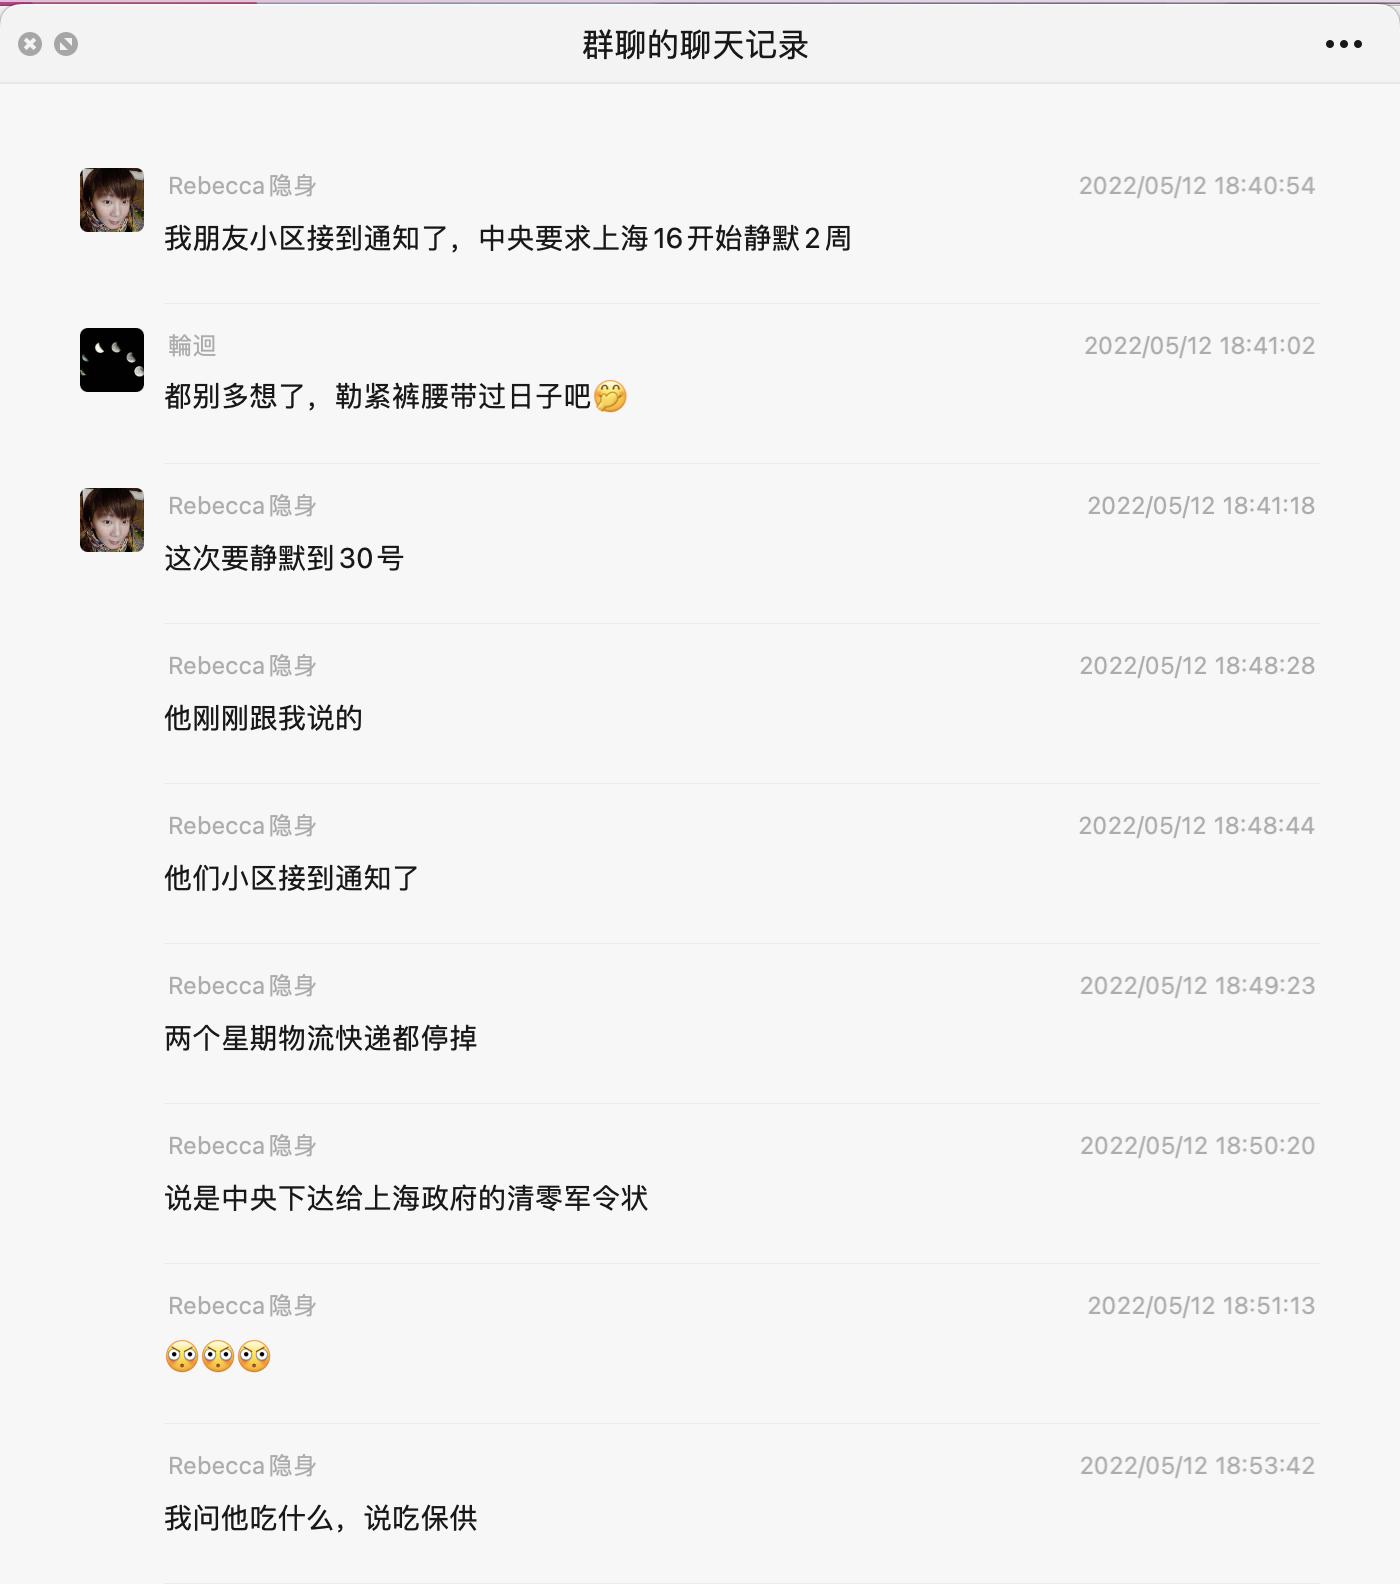 群聊的聊天记录
Rebecca隐身 2022/05/12 18:40:54
我朋友小区接到通知了，中央要求上海16开始静默2周
輪迴 2022/05/12 18:41:02
都别多想了，勒紧裤腰带过日子吧🤭
Rebecca隐身 2022/05/12 18:41:18
这次要静默到30号
Rebecca隐身 2022/05/12 18:48:28
他刚刚跟我说的
Rebecca隐身 2022/05/12 18:48:44
他们小区接到通知了
Rebecca隐身 2022/05/12 18:49:23
两个星期物流快递都停掉
Rebecca隐身 2022/05/12 18:50:20
说是中央下达给上海政府的清零军令状
Rebecca隐身 2022/05/12 18:51:13
Rebecca隐身 2022/05/12 18:53:42
我问他吃什么，说吃保供